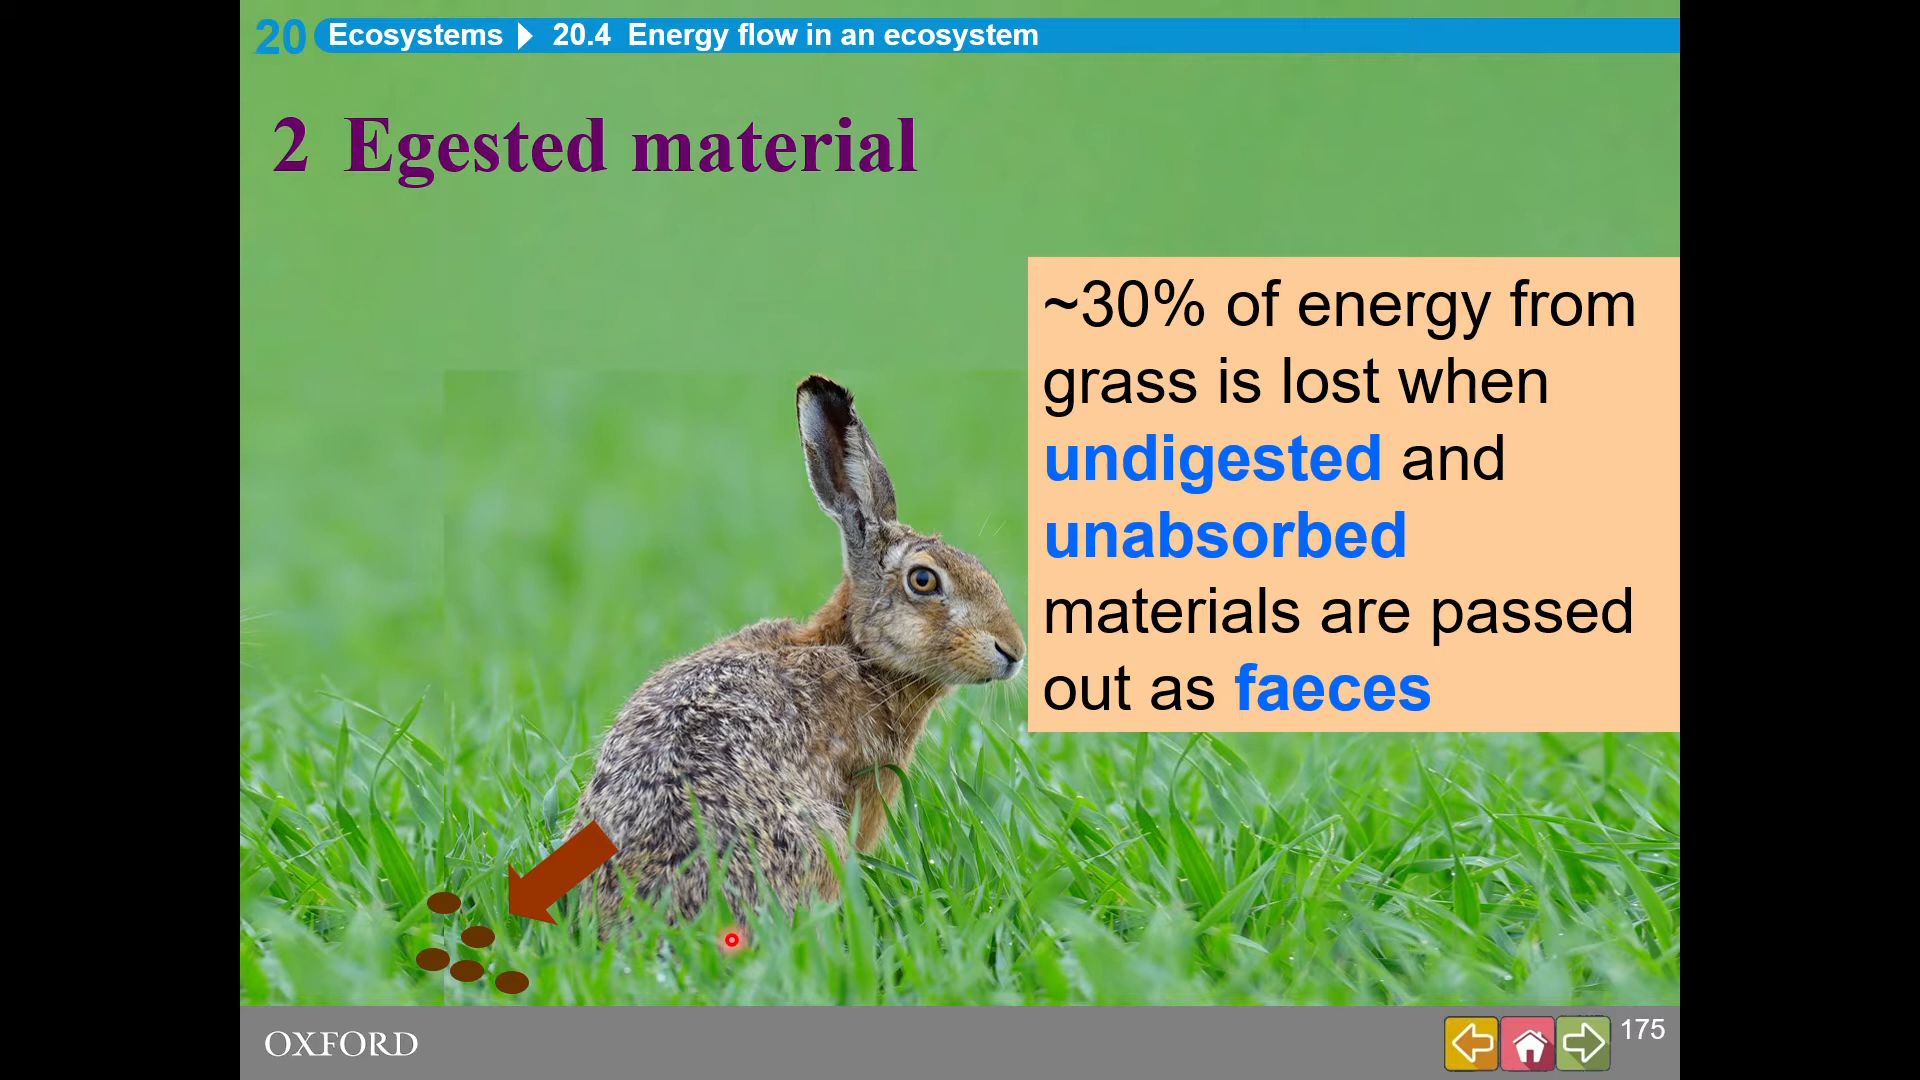 20 Ecosystems 20.4 Energy flow in an ecosystem
2 Egested material
~30% of energy from
grass is lost when
undigested and
unabsorbed
materials are passed
out as faeces
OXFORD
175